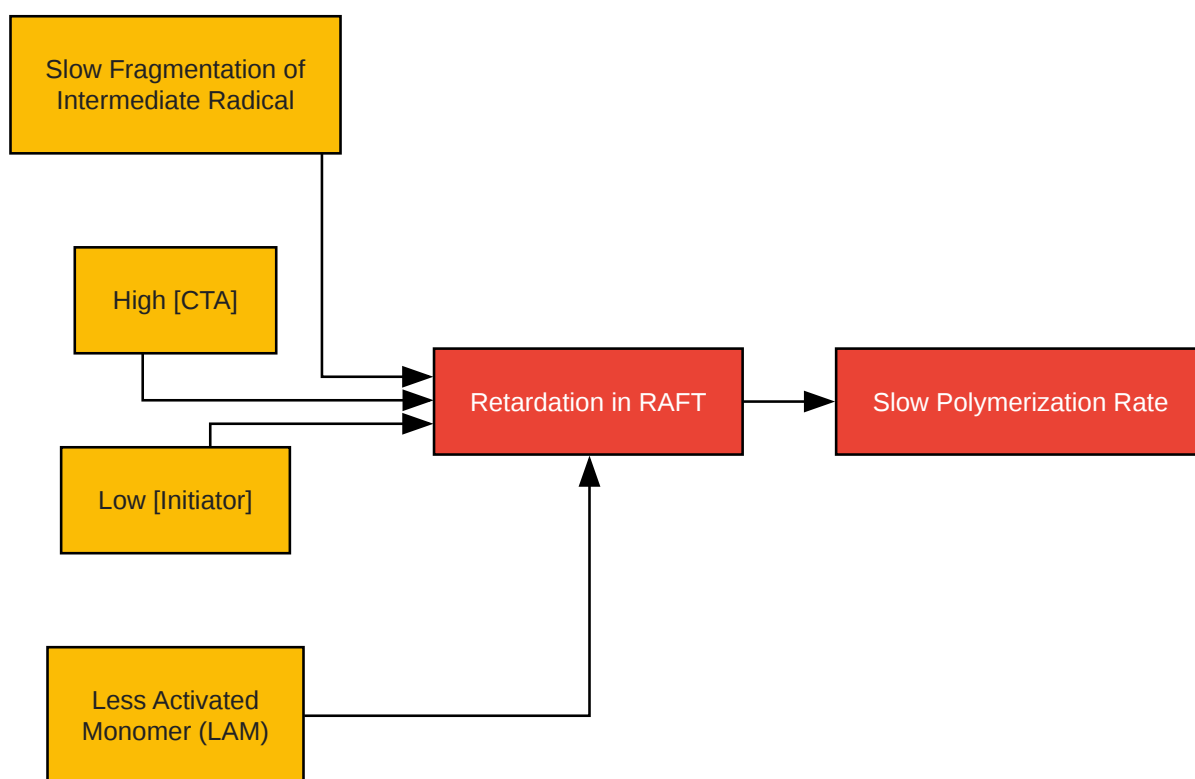 Slow Fragmentation of
Intermediate Radical
High [CTA]
Retardation in RAFT
Slow Polymerization Rate
Low [Initiator]
Less Activated
Monomer (LAM)